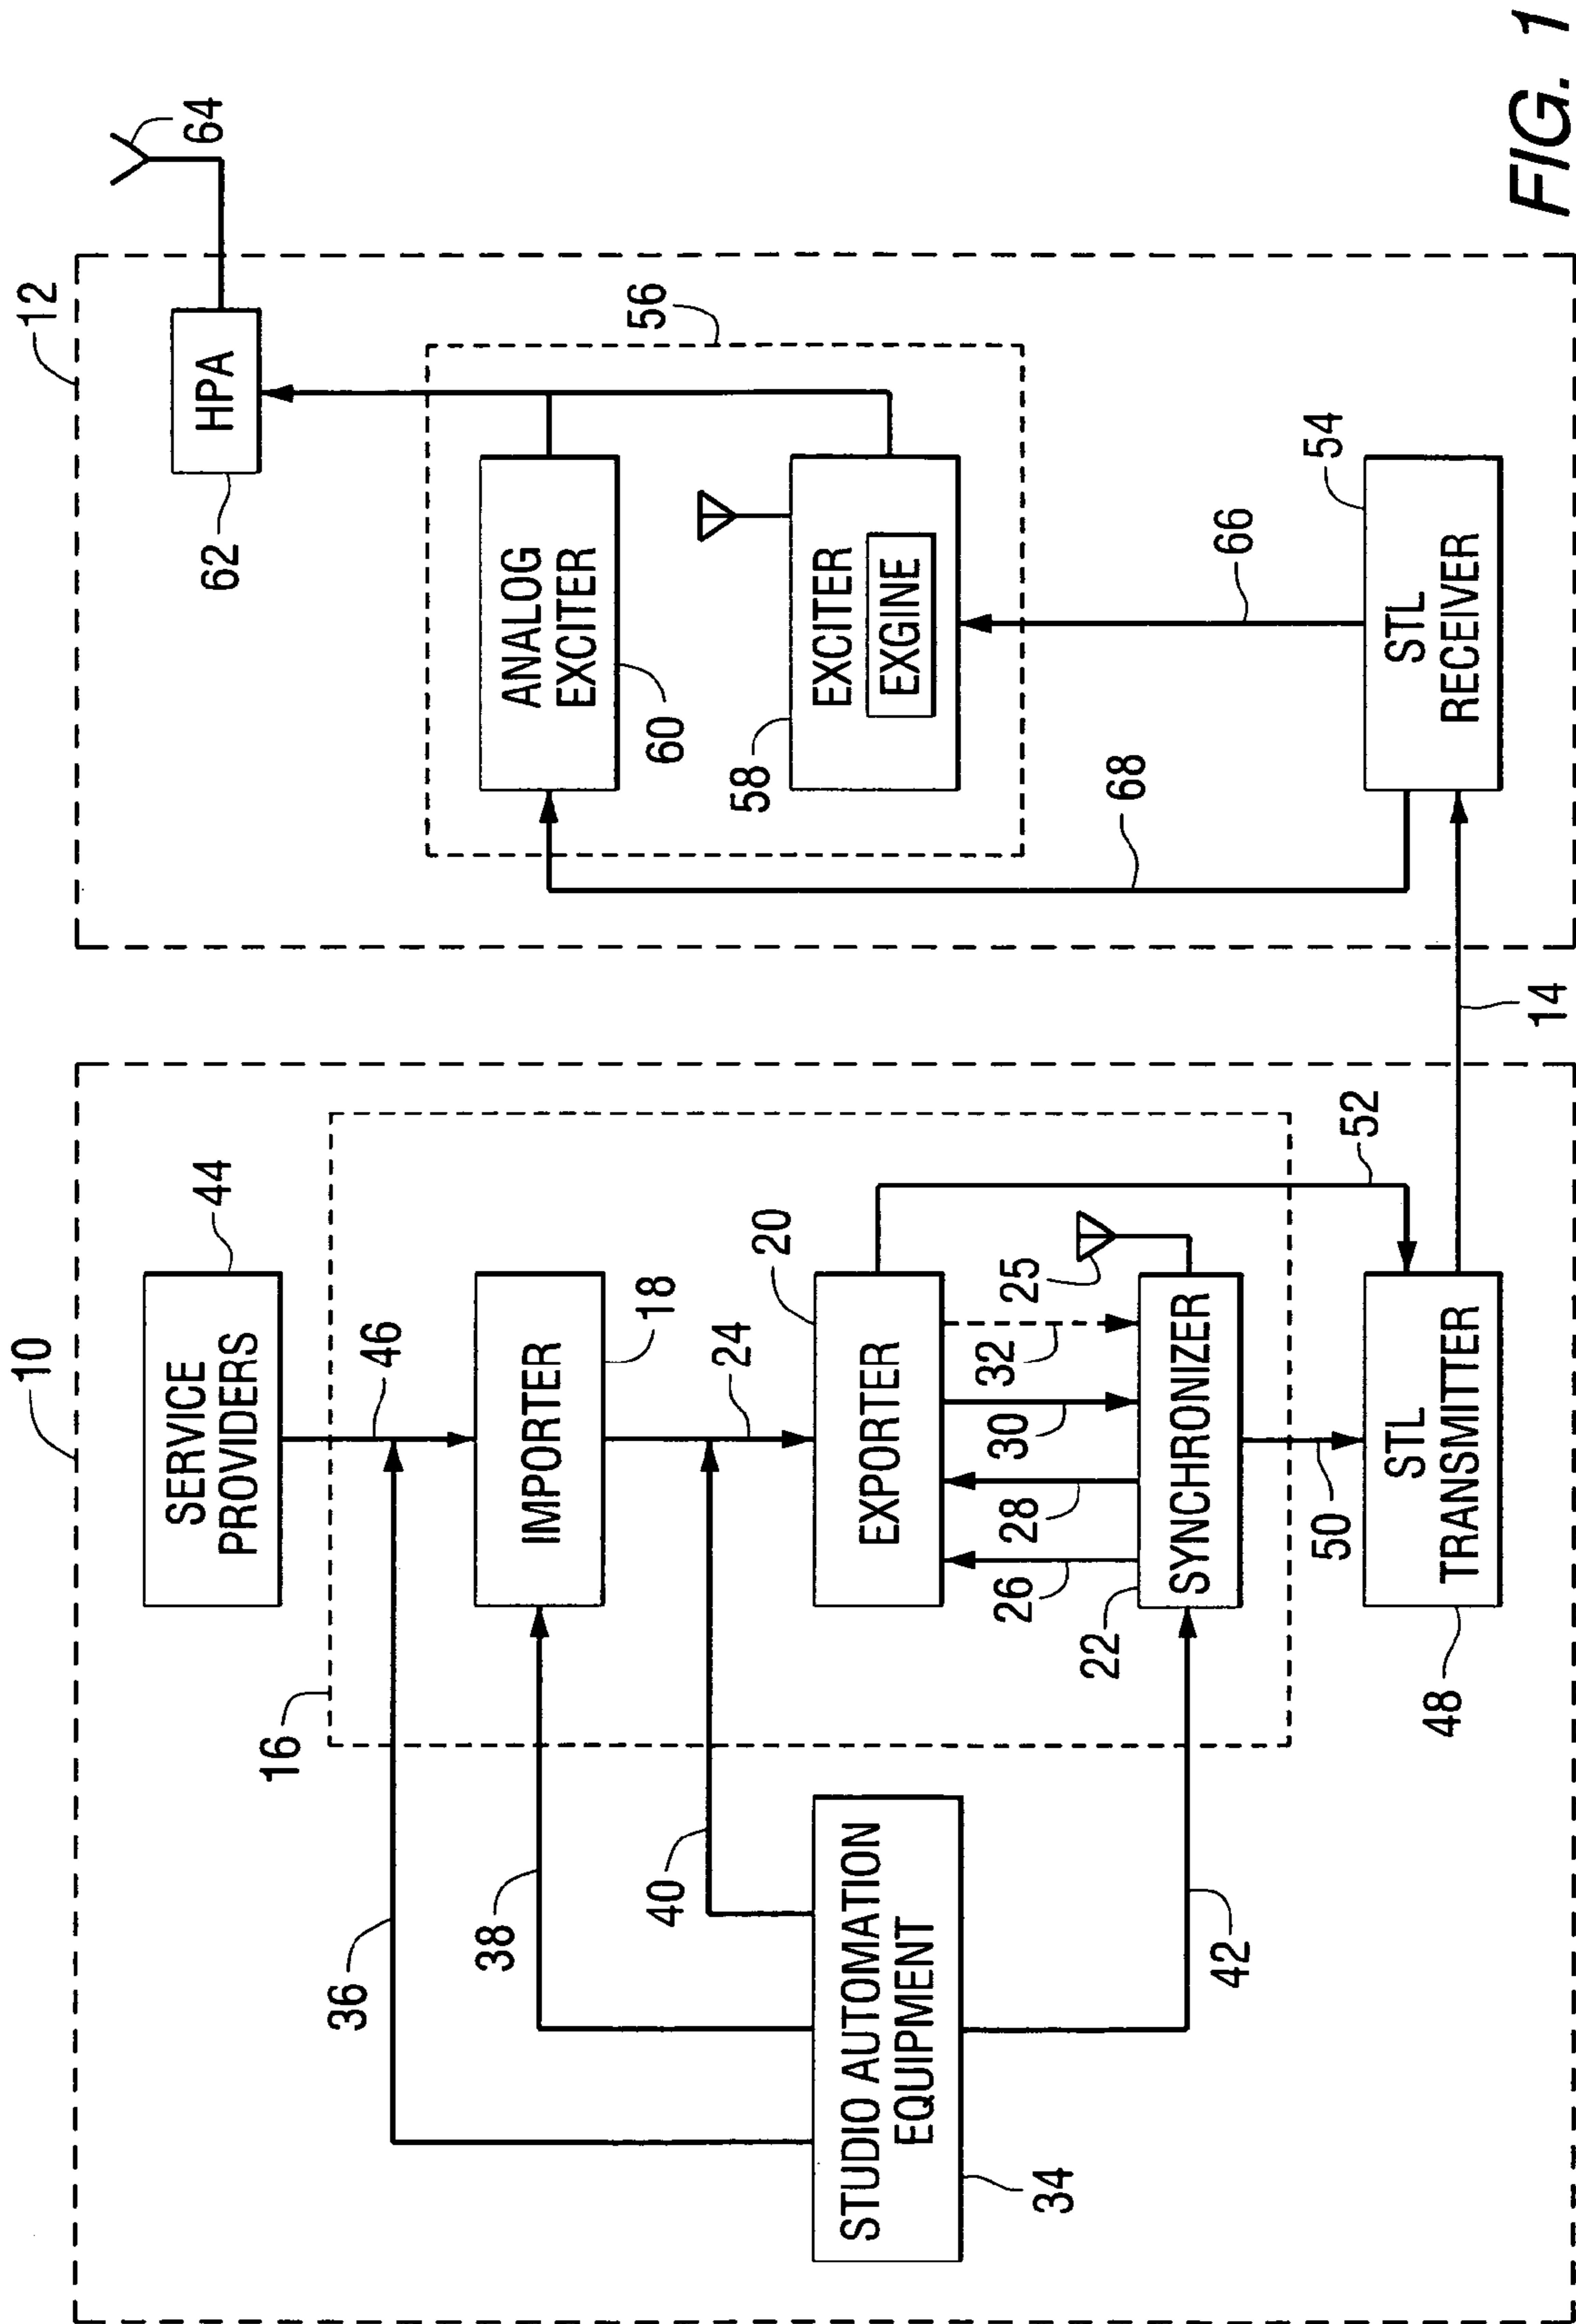 10
SERVICE
PROVIDERS
44
46
16
36
IMPORTER
18
38
24
40
EXPORTER
20
STUDIO AUTOMATION
EQUIPMENT
34
26
28
30
32
25
52
22
SYNCHRONIZER
42
50
STL
TRANSMITTER
48
14
12
HPA
62
64
56
ANALOG
EXCITER
60
EXCITER
EXGINE
58
66
68
STL
RECEIVER
54
FIG. 1